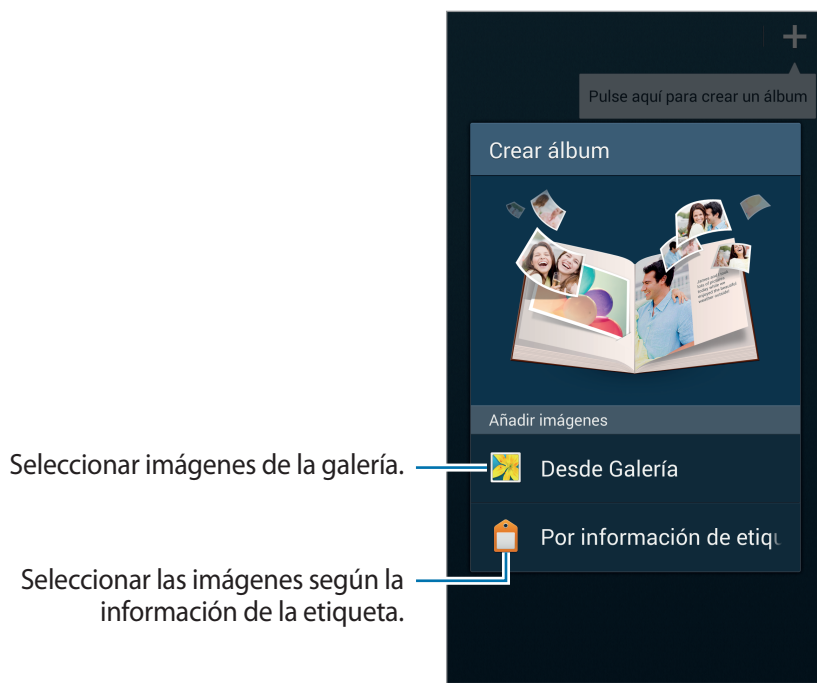 Pulse aquí para crear un álbum
Crear álbum
Añadir imágenes
Seleccionar imágenes de la galería.
Desde Galería
Por información de
Seleccionar las imágenes según la
información de la etiqueta.